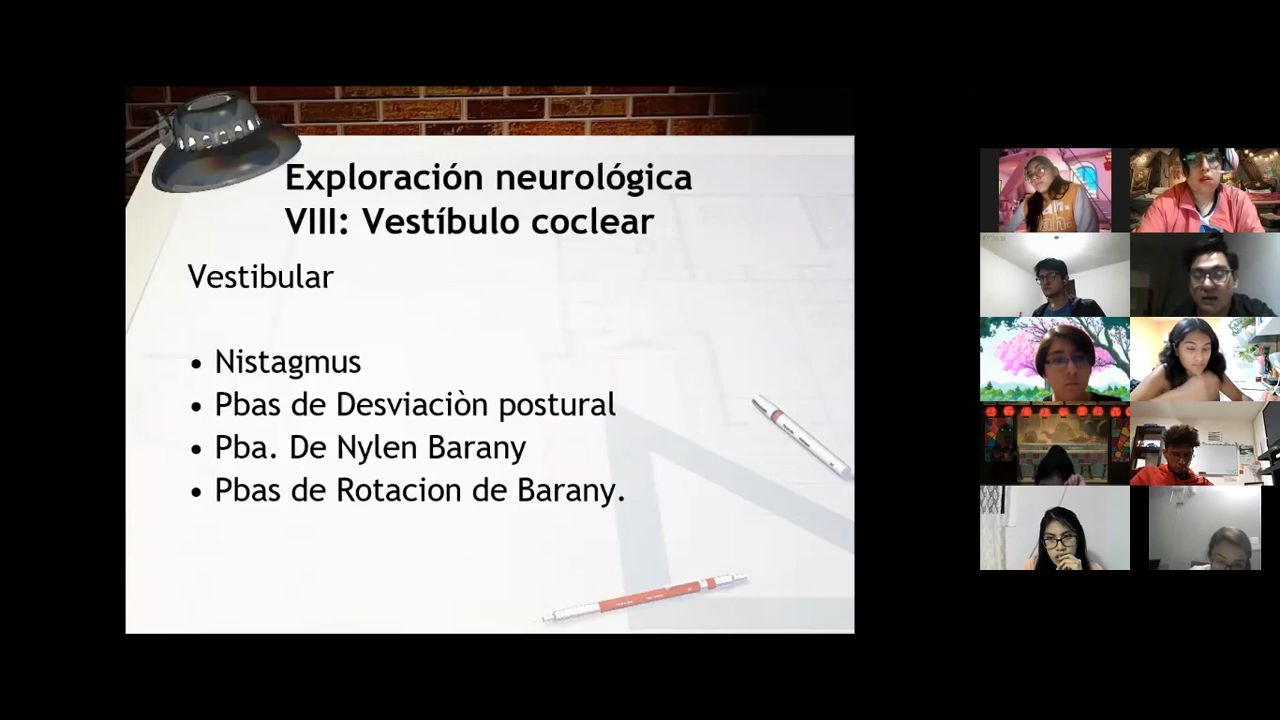 Exploración neurológica
VIII: Vestíbulo coclear
Vestibular
• Nistagmus
• Pbas de Desviaciòn postural
• Pba. De Nylen Barany
• Pbas de Rotacion de Barany.